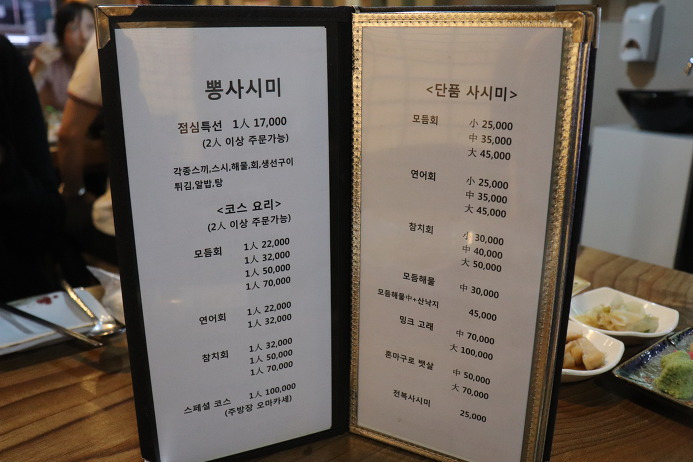 뽕사시미
점심특선 1人 17,000
(2人 이상 주문가능)
각종스끼,스시,해물,회,생선구이
튀김,알밥,탕
<코스 요리>
(2人 이상 주문가능)
모듬회 1人 22,000
1人 32,000
1人 50,000
1人 70,000
연어회 1人 22,000
1人 32,000
참치회 1人 32,000
1人 50,000
1人 70,000
스페셜 코스 1人 100,000
(주방장 오마카세)
<단품 사시미>
모듬회 小 25,000
中 35,000
大 45,000
연어회 小 25,000
中 35,000
大 45,000
참치회 小 30,000
中 40,000
大 50,000
모듬해물 中 30,000
모듬해물中+산낙지 45,000
밍크 고래 中 70,000
大 100,000
혼마구로 뱃살 中 50,000
大 70,000
전복사시미 25,000